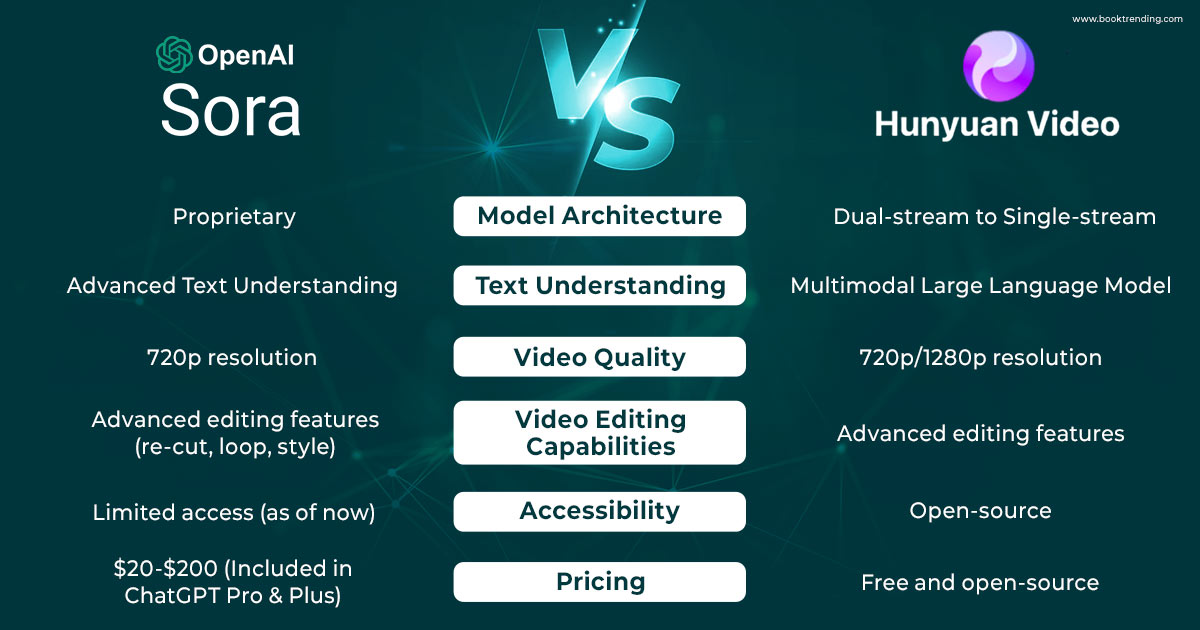 www.booktrending.com
OpenAI
Sora
VS
Hunyuan Video
Proprietary
Model Architecture
Dual-stream to Single-stream
Advanced Text Understanding
Text Understanding
Multimodal Large Language Model
720p resolution
Video Quality
720p/1280p resolution
Advanced editing features
(re-cut, loop, style)
Video Editing
Capabilities
Advanced editing features
Limited access (as of now)
Accessibility
Open-source
$20-$200 (Included in
ChatGPT Pro & Plus)
Pricing
Free and open-source